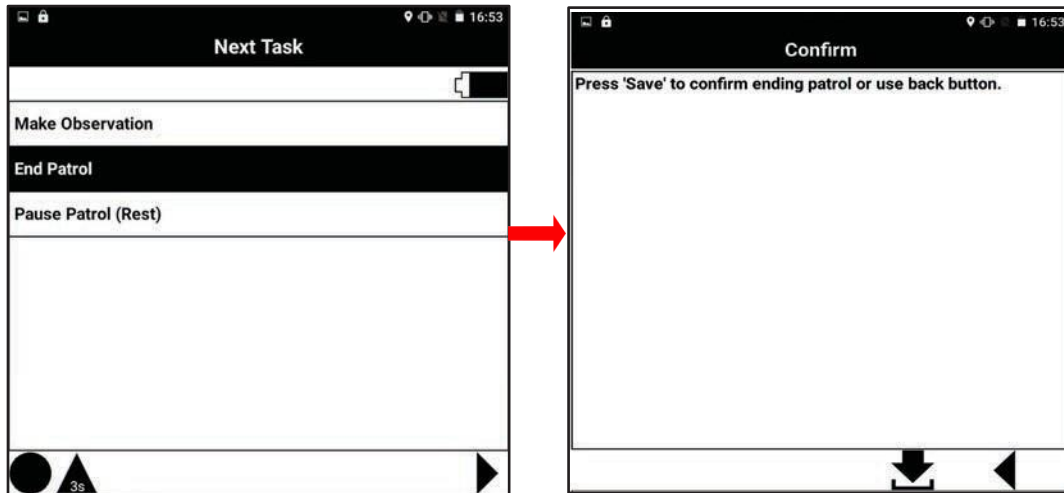 16:53
Next Task
Make Observation
End Patrol
Pause Patrol (Rest)
3s
16:53
Confirm
Press 'Save' to confirm ending patrol or use back button.